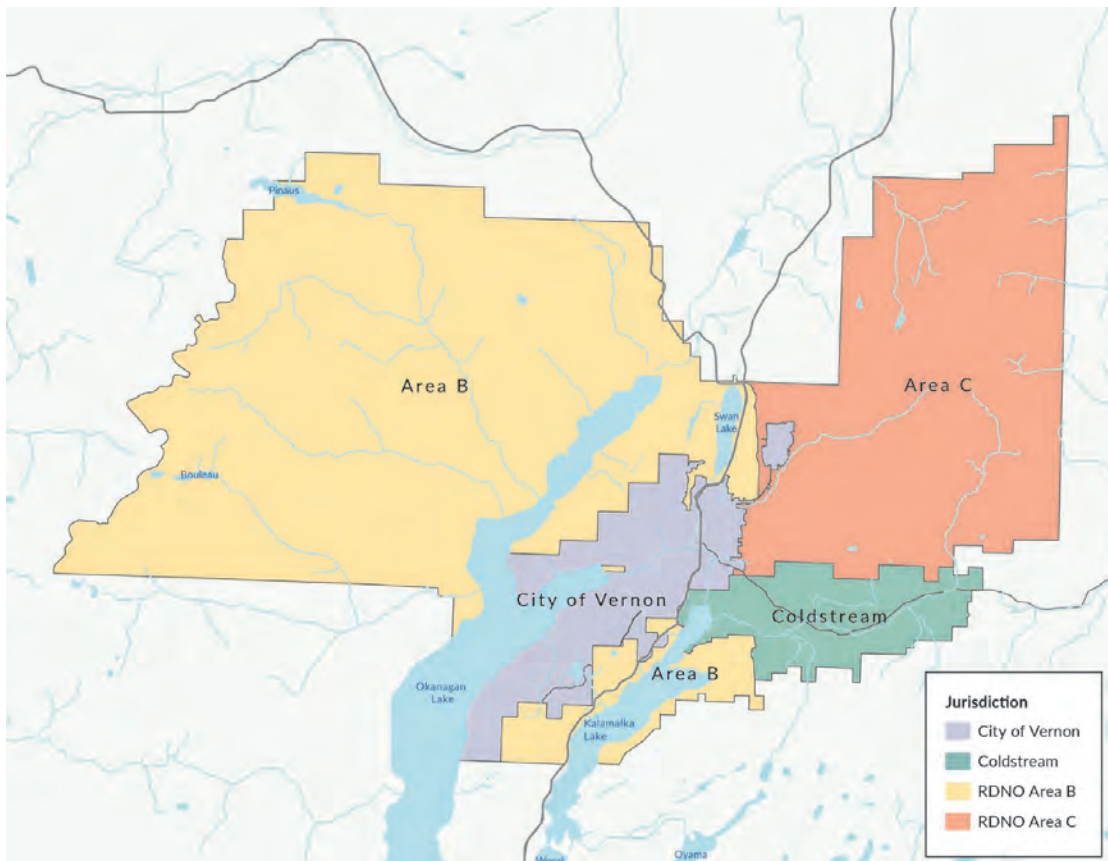 Pinaus
Area B
Area C
Swan
Lake
Bouleau
City of Vernon
Coldstream
Area B
Okanagan
Lake
Kalamalka
Lake
Jurisdiction
City of Vernon
Coldstream
RDNO Area B
RDNO Area C
Oyama